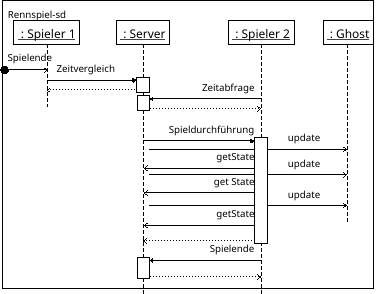 Rennspiel-sd
: Spieler 1
: Server
: Spieler 2
: Ghost
Spielende
Zeitvergleich
Zeitabfrage
Spieldurchführung
update
getState
update
get State
update
getState
Spielende